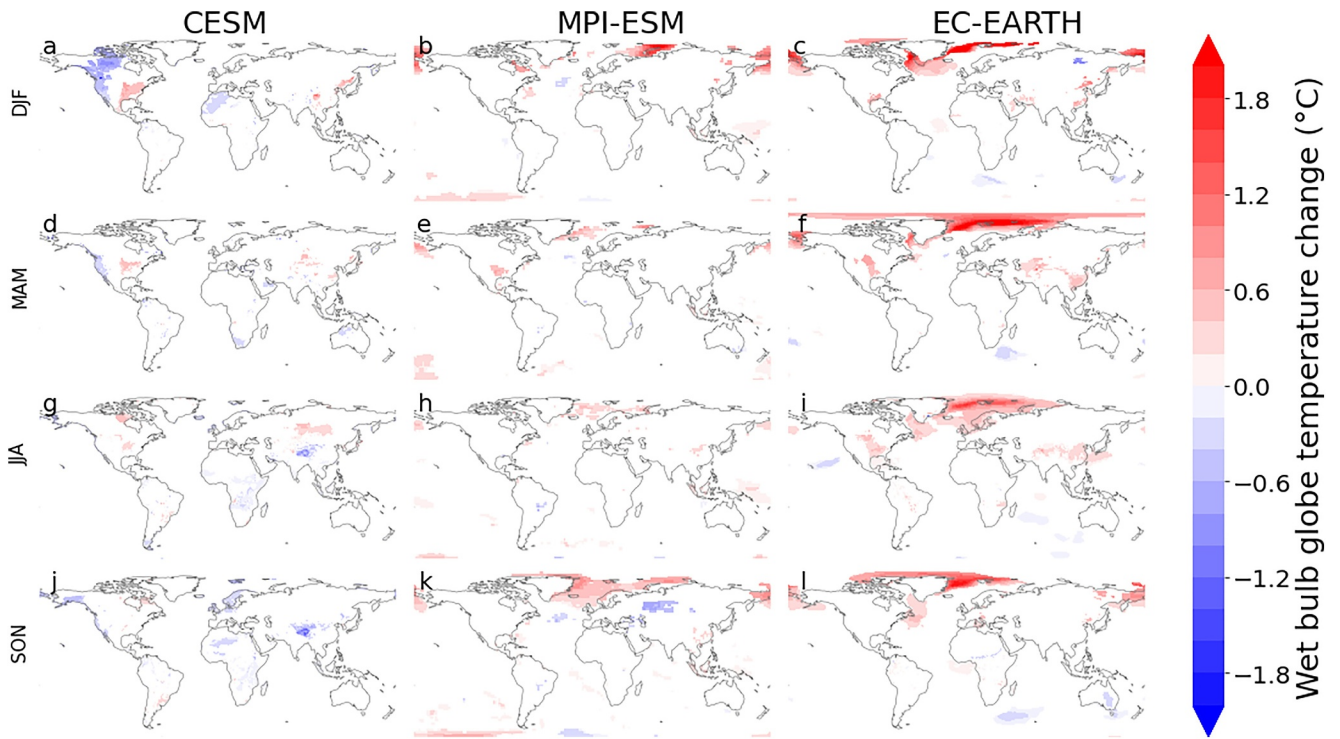 CESM MPI-ESM EC-EARTH
a b c
DJF
d e f
MAM
g h i
JJA
j k l
SON
1.8
1.2
0.6
0.0
−0.6
−1.2
−1.8
Wet bulb globe temperature change (°C)